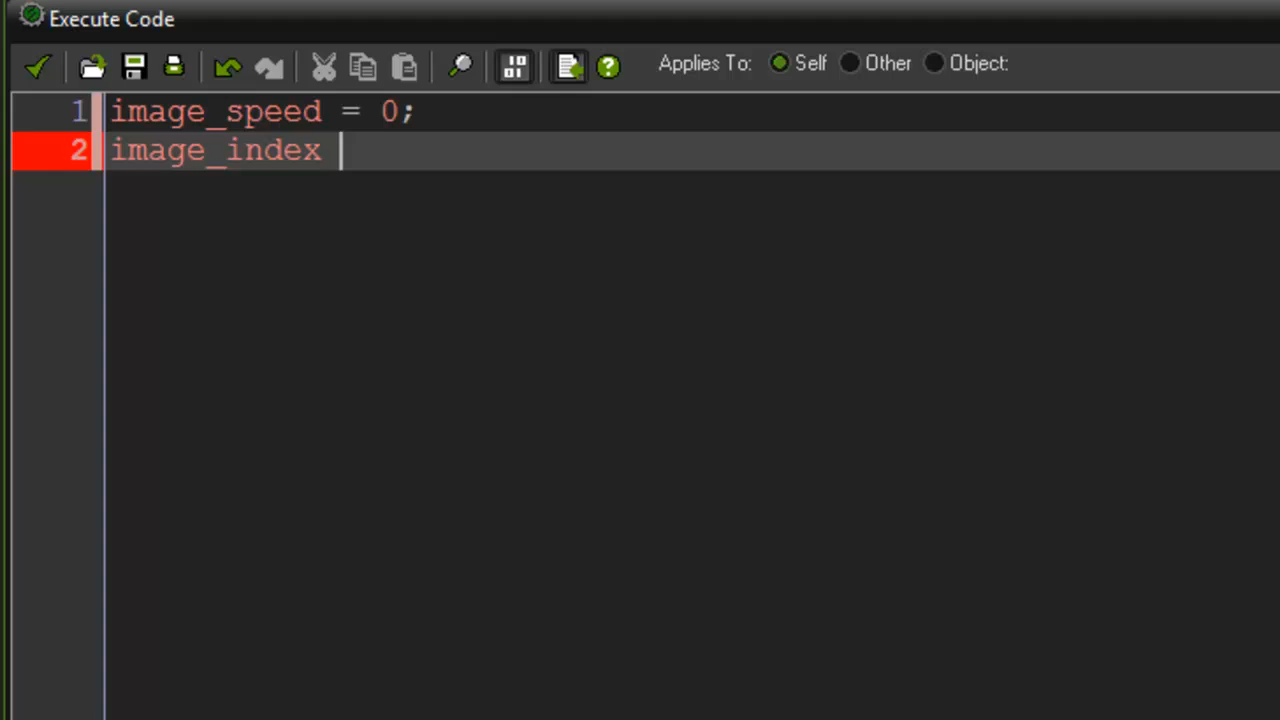 Execute Code
Applies To: Self Other Object:
1 image_speed = 0;
2 image_index